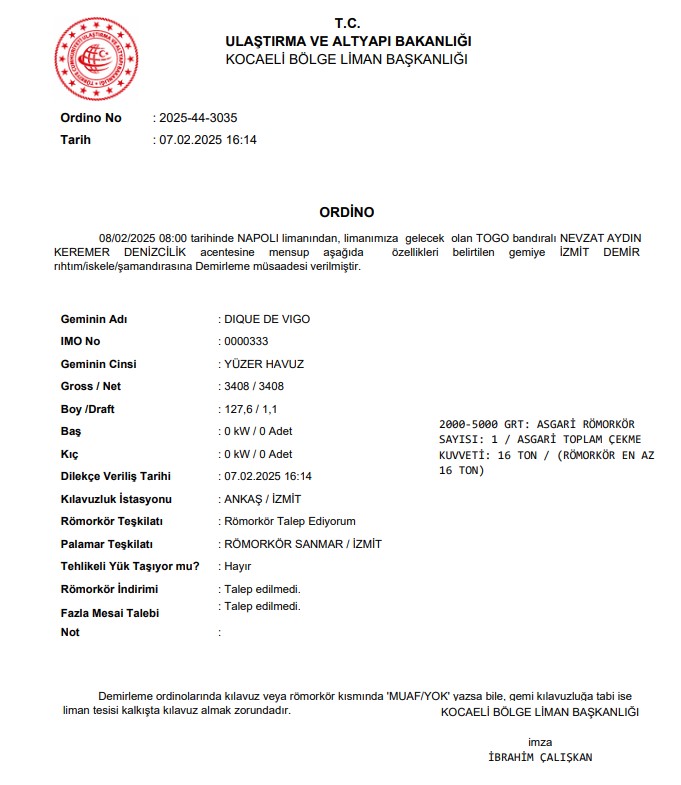 T.C.
ULAŞTIRMA VE ALTYAPI BAKANLIĞI
KOCAELİ BÖLGE LİMAN BAŞKANLIĞI
Ordino No : 2025-44-3035
Tarih : 07.02.2025 16:14
ORDİNO
08/02/2025 08:00 tarihinde NAPOLI limanından, limanımıza gelecek olan TOGO bandıralı NEVZAT AYDIN
KEREMER DENİZCİLİK acentesine mensup aşağıda özellikleri belirtilen gemiye İZMİT DEMİR
rıhtım/iskele/şamandırasına Demirleme müsaadesi verilmiştir.
Geminin Adı : DIQUE DE VIGO
IMO No : 0000333
Geminin Cinsi : YÜZER HAVUZ
Gross / Net : 3408 / 3408
Boy /Draft : 127,6 / 1,1
Baş : 0 kW / 0 Adet
Kıç : 0 kW / 0 Adet
Dilekçe Veriliş Tarihi : 07.02.2025 16:14
Kılavuzluk İstasyonu : ANKAŞ / İZMİT
Römorkör Teşkilatı : Römorkör Talep Ediyorum
Palamar Teşkilatı : RÖMORKÖR SANMAR / İZMİT
Tehlikeli Yük Taşıyor mu? : Hayır
Römorkör İndirimi : Talep edilmedi.
Fazla Mesai Talebi : Talep edilmedi.
Not :
2000-5000 GRT: ASGARİ RÖMORKÖR
SAYISI: 1 / ASGARİ TOPLAM ÇEKME
KUVVETİ: 16 TON / (RÖMORKÖR EN AZ
16 TON)
Demirleme ordinolarında kılavuz veya römorkör kısmında 'MUAF/YOK' yazsa bile, gemi kılavuzluğa tabi ise
liman tesisi kalkışta kılavuz almak zorundadır.
KOCAELİ BÖLGE LİMAN BAŞKANLIĞI
imza
İBRAHİM ÇALIŞKAN